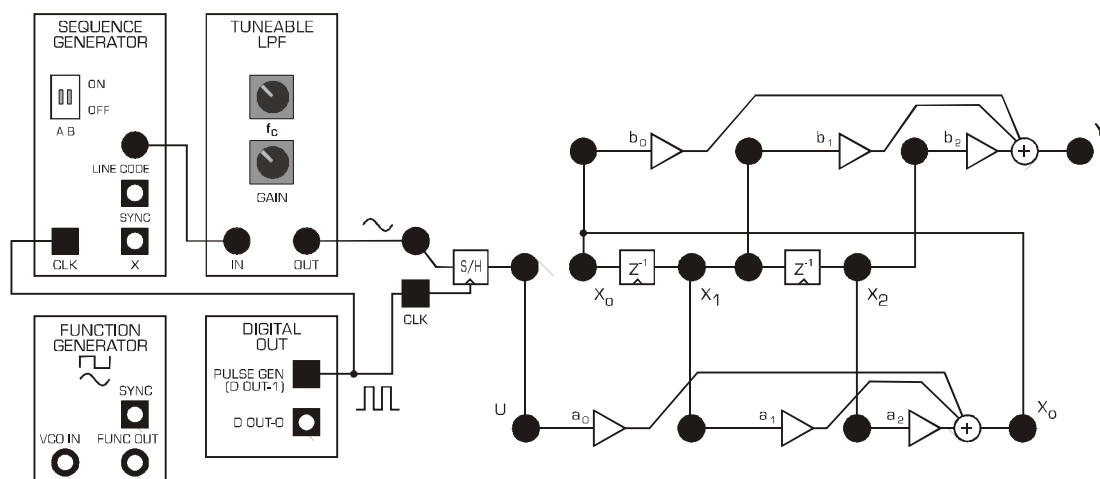 SEQUENCE
GENERATOR
ON
OFF
A B
LINE CODE
SYNC
CLK
X
TUNEABLE
LPF
fc
GAIN
IN
OUT
FUNCTION
GENERATOR
SYNC
VCO IN
FUNC OUT
DIGITAL
OUT
PULSE GEN
(D OUT-1)
D OUT-0
S/H
CLK
b0
b1
b2
+
Y
Z-1
Z-1
X0
X1
X2
U
a0
a1
a2
+
X0